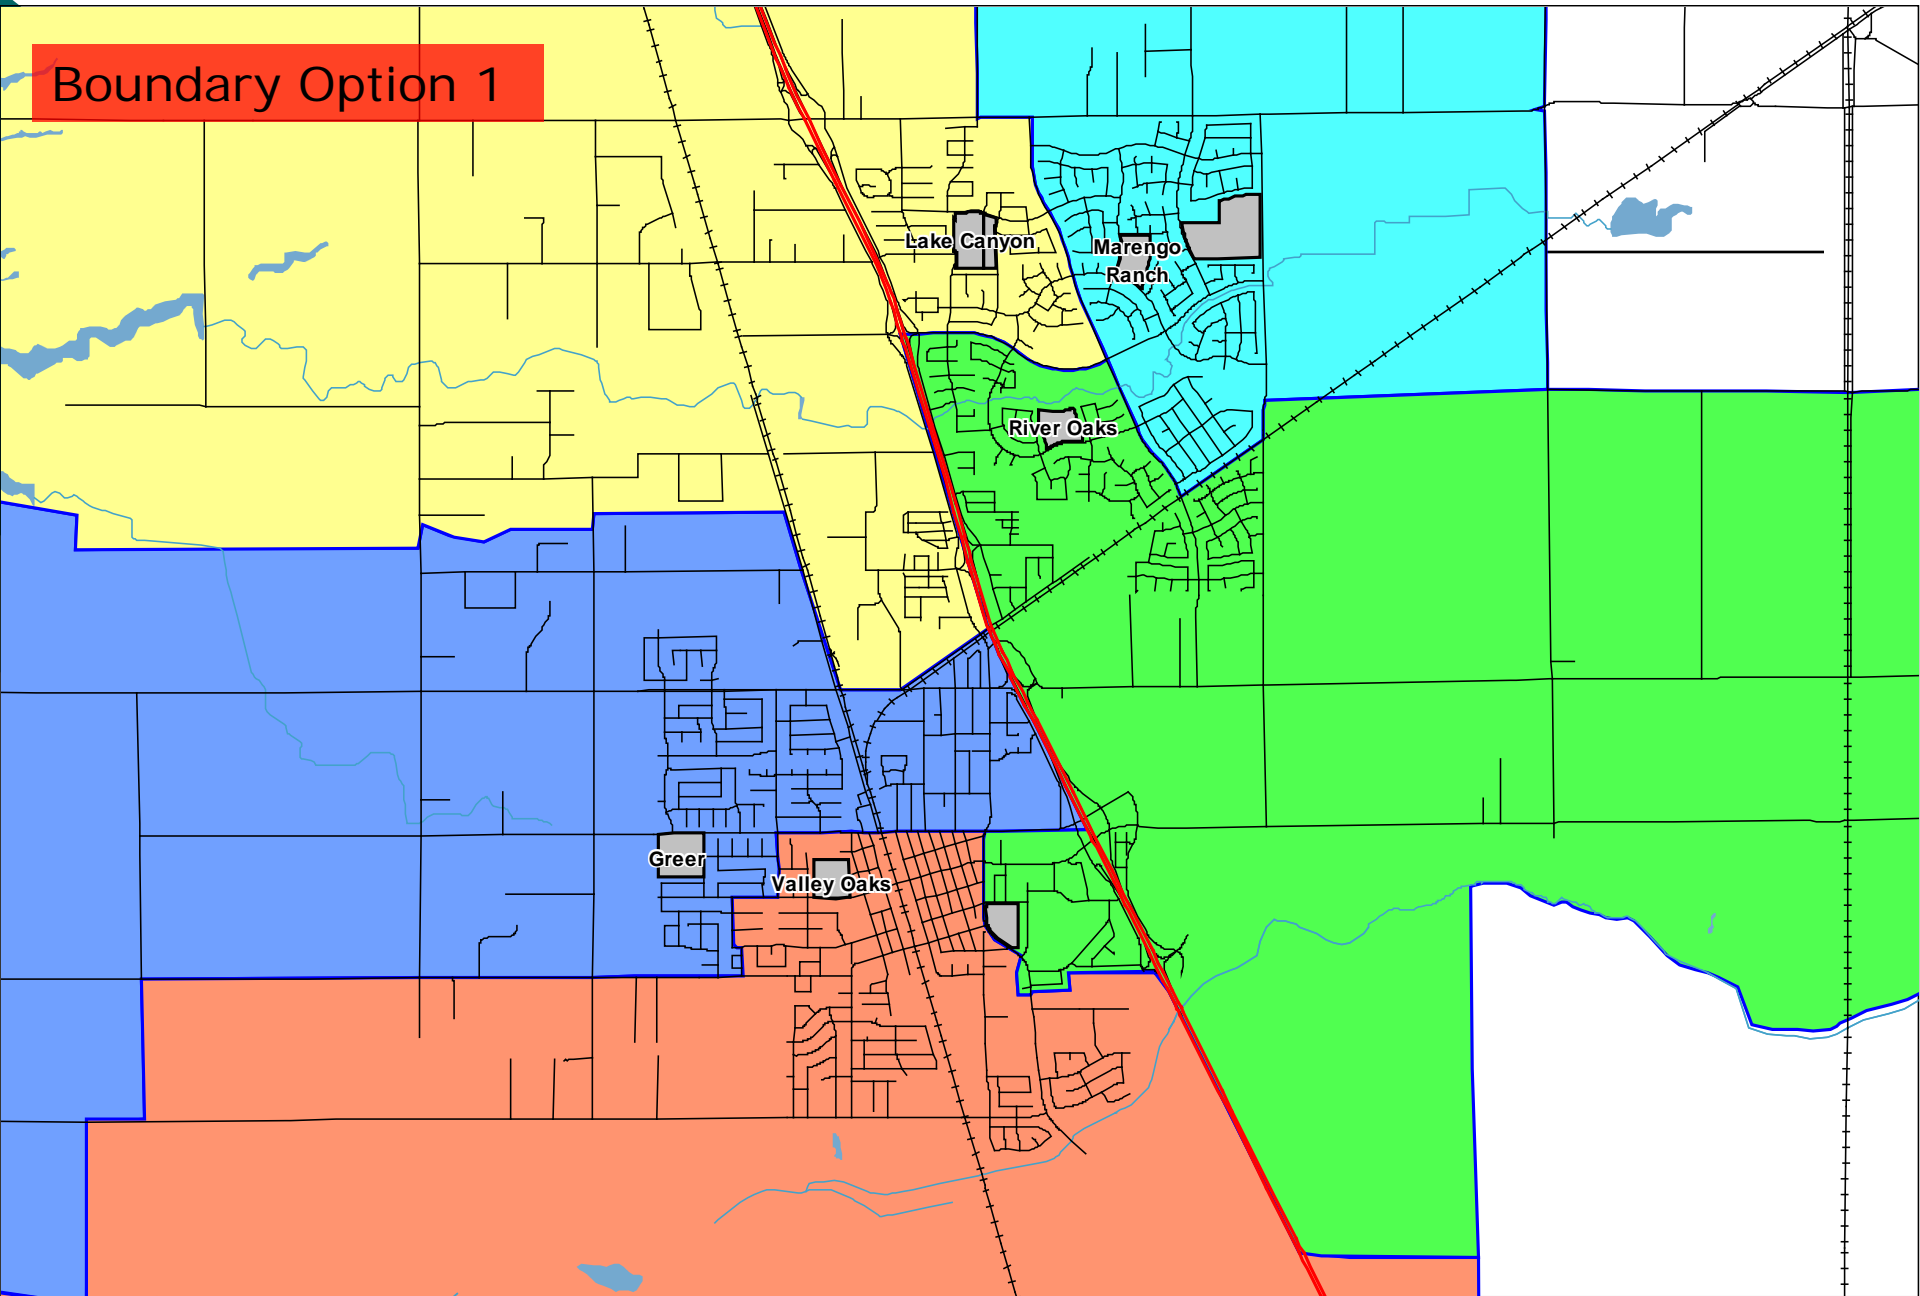 Boundary Option 1
Lake Canyon
Marengo
Ranch
River Oaks
Greer
Valley Oaks